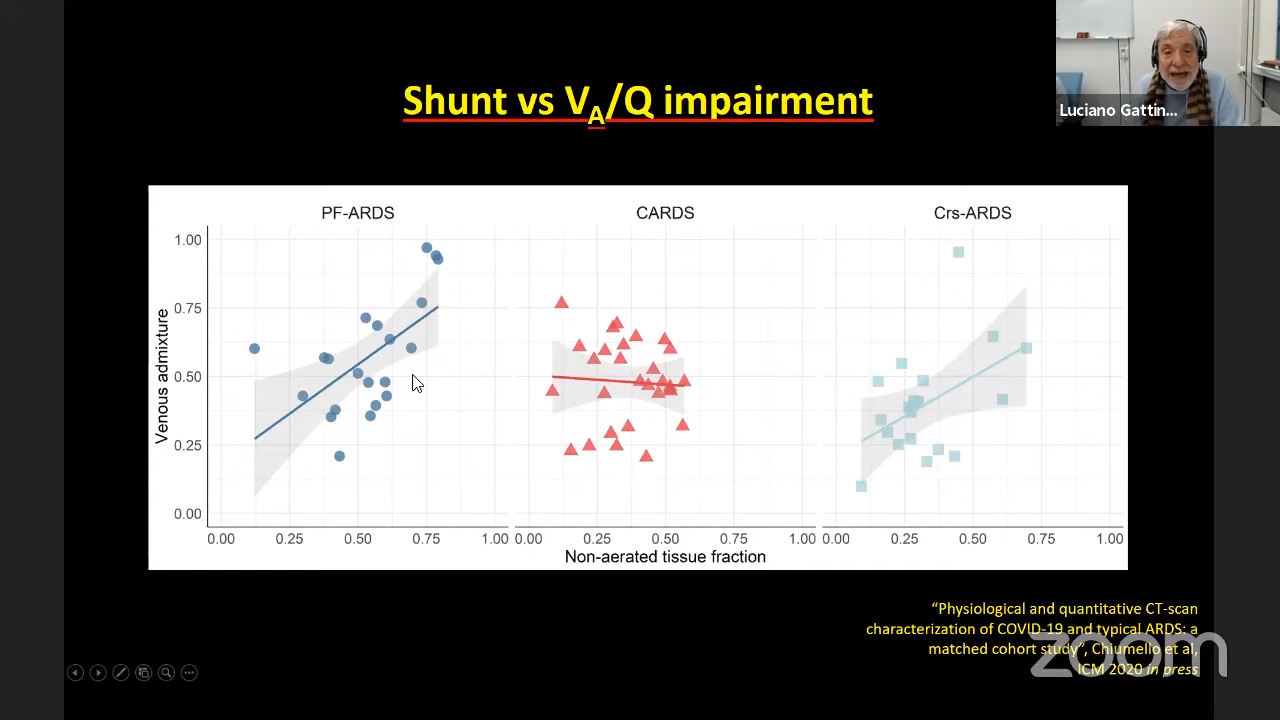 Shunt vs VA/Q impairment
Luciano Gattin...
PF-ARDS
CARDS
Crs-ARDS
Venous admixture
1.00
0.75
0.50
0.25
0.00
0.00 0.25 0.50 0.75 1.00
0.00 0.25 0.50 0.75 1.00
0.00 0.25 0.50 0.75 1.00
Non-aerated tissue fraction
“Physiological and quantitative CT-scan
characterization of COVID-19 and typical ARDS: a
matched cohort study”, Chiumello et al,
ICM 2020 in press
zoom